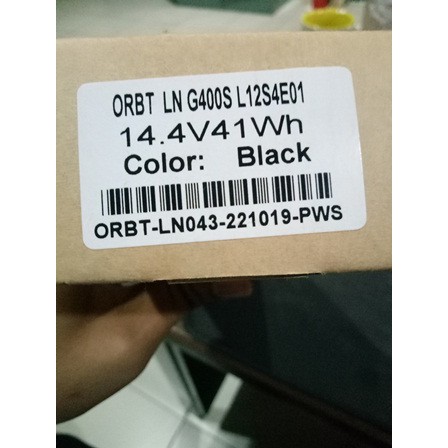 ORBT LN G400S L12S4E01
14.4V41Wh
Color: Black
ORBT-LN043-221019-PWS